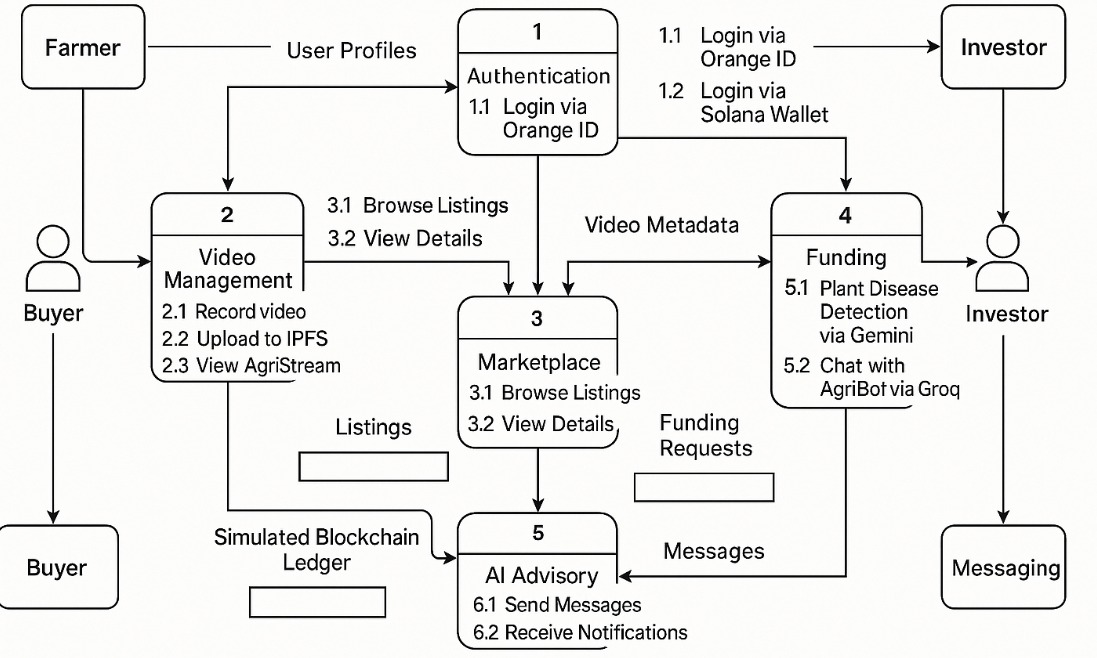 Farmer
User Profiles
1
Authentication
1.1 Login via
Orange ID
1.1 Login via
Orange ID
1.2 Login via
Solana Wallet
Investor
2
Video
Management
2.1 Record video
2.2 Upload to IPFS
2.3 View AgriStream
3.1 Browse Listings
3.2 View Details
Video Metadata
4
Funding
5.1 Plant Disease
Detection
via Gemini
5.2 Chat with
AgriBot via Groq
Buyer
Investor
3
Marketplace
3.1 Browse Listings
3.2 View Details
Listings
Funding
Requests
Simulated Blockchain
Ledger
5
AI Advisory
6.1 Send Messages
6.2 Receive Notifications
Messages
Buyer
Messaging